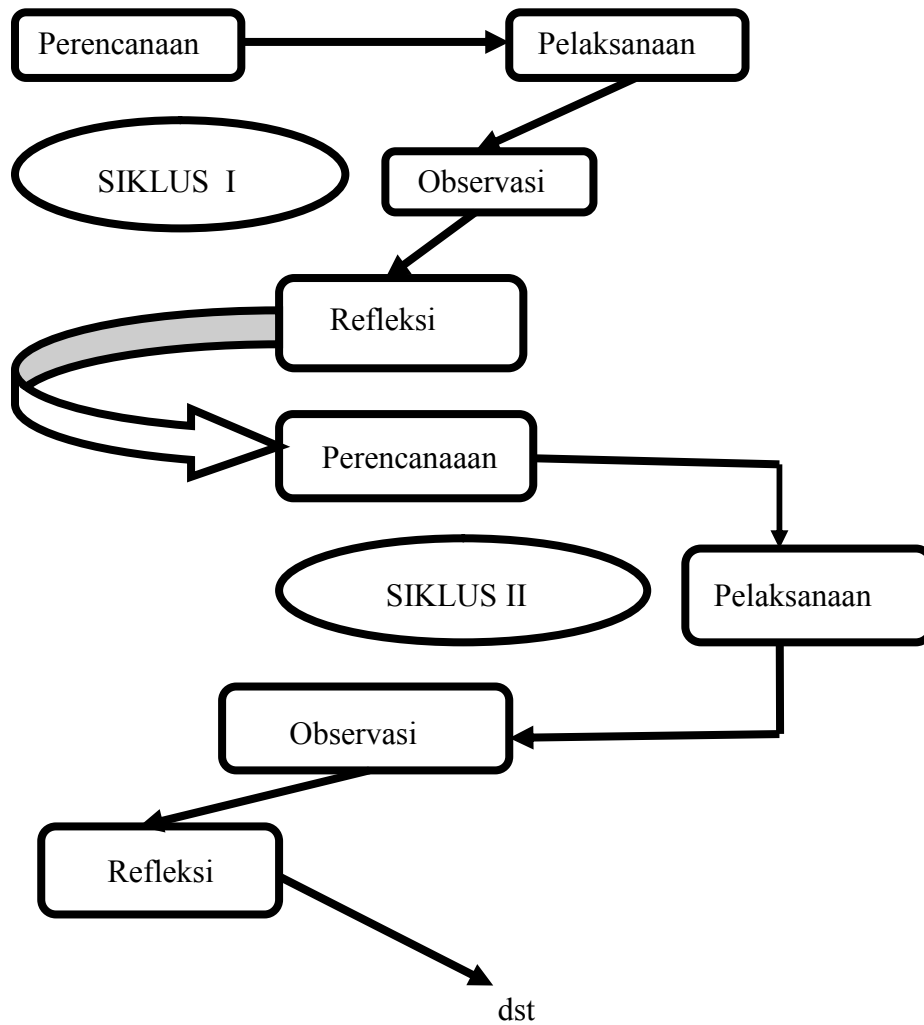 Perencanaan
Pelaksanaan
SIKLUS I
Observasi
Refleksi
Perencanaaan
SIKLUS II
Pelaksanaan
Observasi
Refleksi
dst